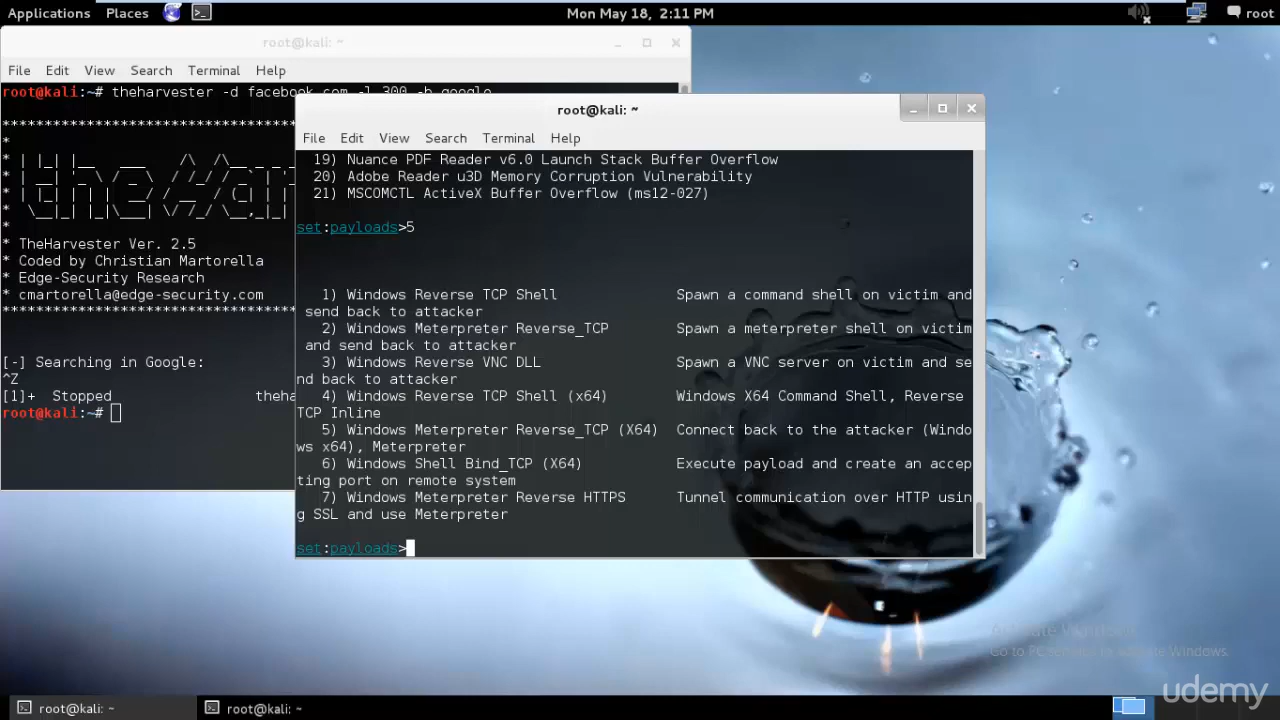 Applications Places Mon May 18, 2:11 PM root
root@kali: ~
File Edit View Search Terminal Help
root@kali:~# theharvester -d facebook.com -l 300 -b google
*
* TheHarvester Ver. 2.5
* Coded by Christian Martorella
* Edge-Security Research
* cmartorella@edge-security.com
[-] Searching in Google:
^Z
[1]+ Stopped theha
root@kali:~#
root@kali: ~
File Edit View Search Terminal Help
19) Nuance PDF Reader v6.0 Launch Stack Buffer Overflow
20) Adobe Reader u3D Memory Corruption Vulnerability
21) MSCOMCTL ActiveX Buffer Overflow (ms12-027)
set:payloads>5
1) Windows Reverse TCP Shell Spawn a command shell on victim and
send back to attacker
2) Windows Meterpreter Reverse_TCP Spawn a meterpreter shell on victim
and send back to attacker
3) Windows Reverse VNC DLL Spawn a VNC server on victim and se
nd back to attacker
4) Windows Reverse TCP Shell (x64) Windows X64 Command Shell, Reverse
TCP Inline
5) Windows Meterpreter Reverse_TCP (X64) Connect back to the attacker (Windo
ws x64), Meterpreter
6) Windows Shell Bind_TCP (X64) Execute payload and create an accep
ting port on remote system
7) Windows Meterpreter Reverse HTTPS Tunnel communication over HTTP usin
g SSL and use Meterpreter
set:payloads>
Activate Windows
Go to PC settings to activate Windows.
udemy
root@kali: ~ root@kali: ~